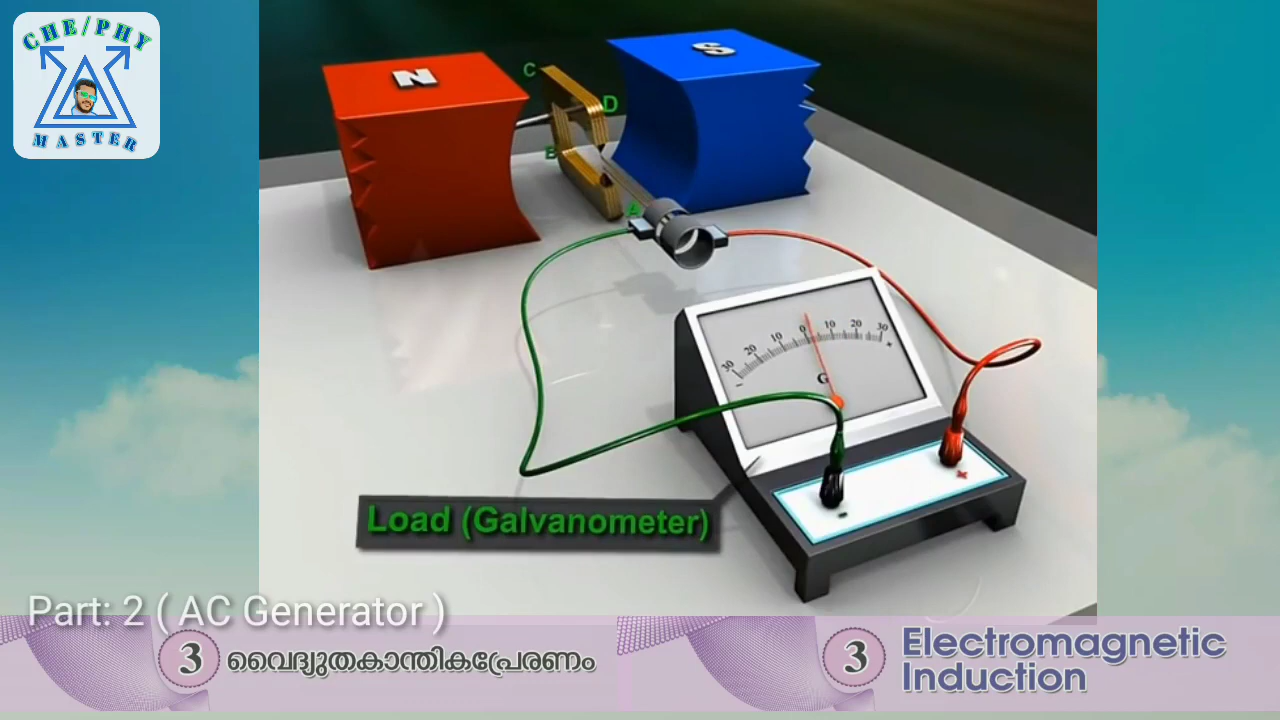 CHE/PHY
MASTER
N
S
C
D
B
A
30 20 10 0 10 20 30
- +
G
+
-
Load (Galvanometer)
Part: 2 ( AC Generator )
3 വൈദ്യുതകാന്തികപ്രേരണം
3 Electromagnetic
Induction